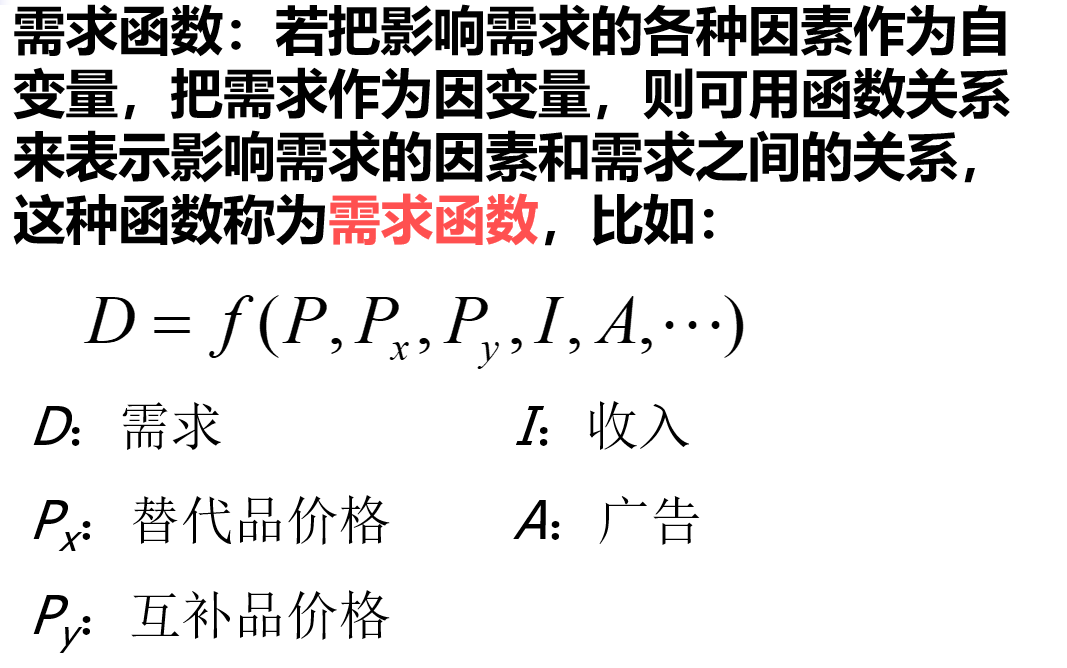 需求函数：若把影响需求的各种因素作为自
变量，把需求作为因变量，则可用函数关系
来表示影响需求的因素和需求之间的关系，
这种函数称为需求函数，比如：
D = f(P, Pₓ, P_y, I, A, ⋯)
D：需求 I：收入
Pₓ：替代品价格 A：广告
P_y：互补品价格